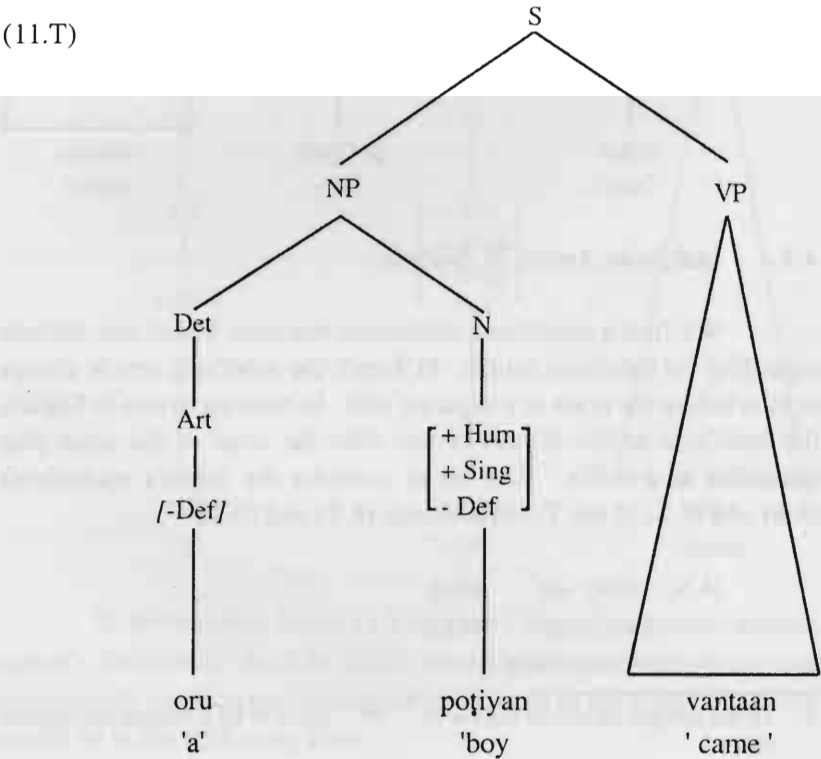 (11.T)
S
NP VP
Det N
Art
[-Def]
+ Hum
+ Sing
- Def
oru poṭiyan vantaan
'a' 'boy ' came '